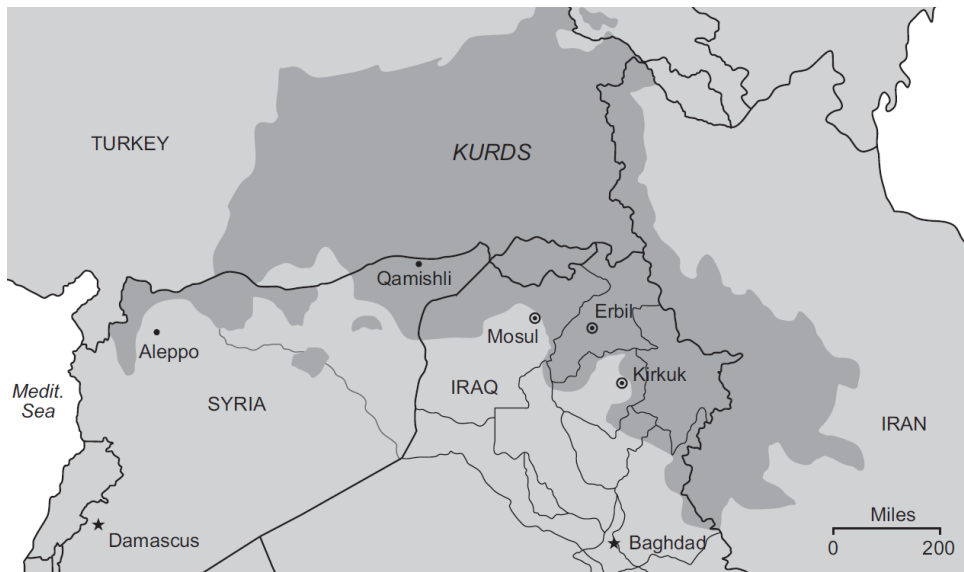 TURKEY
KURDS
Qamishli
Erbil
Mosul
Aleppo
Kirkuk
IRAQ
Medit.
Sea
SYRIA
IRAN
Miles
0 200
Damascus
Baghdad